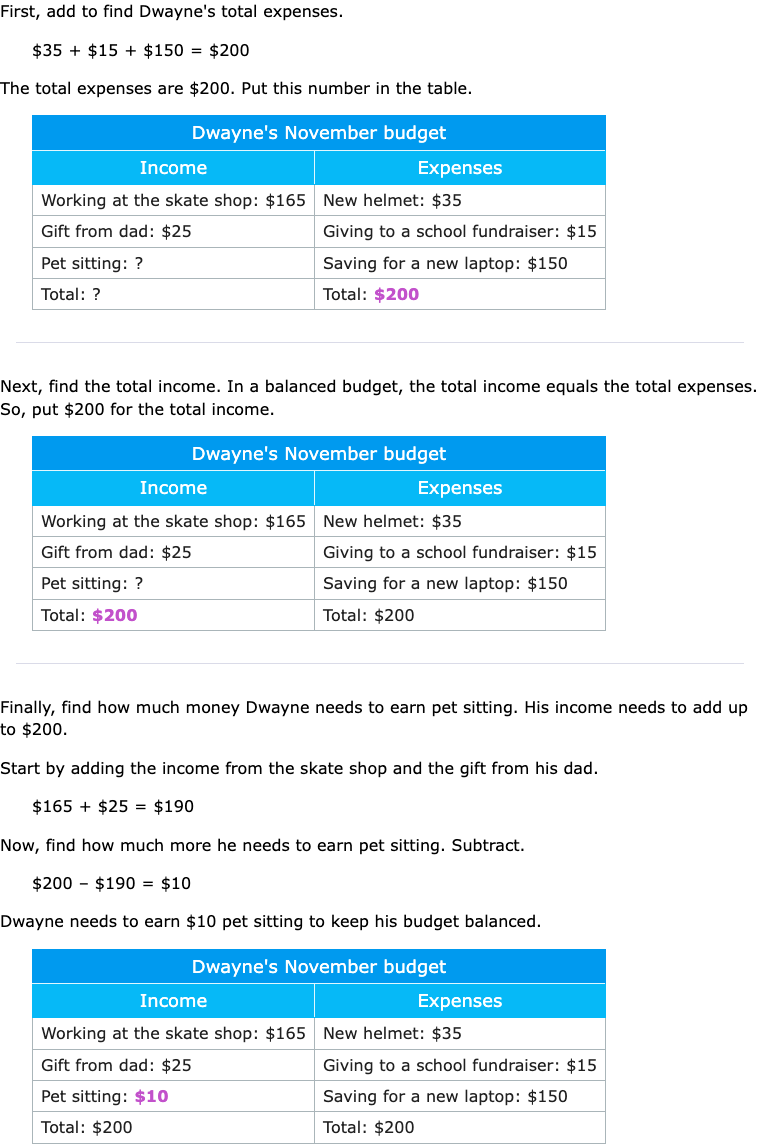 First, add to find Dwayne's total expenses.
$35 + $15 + $150 = $200
The total expenses are $200. Put this number in the table.
Dwayne's November budget
Income Expenses
Working at the skate shop: $165 New helmet: $35
Gift from dad: $25 Giving to a school fundraiser: $15
Pet sitting: ? Saving for a new laptop: $150
Total: ? Total: $200
Next, find the total income. In a balanced budget, the total income equals the total expenses.
So, put $200 for the total income.
Dwayne's November budget
Income Expenses
Working at the skate shop: $165 New helmet: $35
Gift from dad: $25 Giving to a school fundraiser: $15
Pet sitting: ? Saving for a new laptop: $150
Total: $200 Total: $200
Finally, find how much money Dwayne needs to earn pet sitting. His income needs to add up
to $200.
Start by adding the income from the skate shop and the gift from his dad.
$165 + $25 = $190
Now, find how much more he needs to earn pet sitting. Subtract.
$200 – $190 = $10
Dwayne needs to earn $10 pet sitting to keep his budget balanced.
Dwayne's November budget
Income Expenses
Working at the skate shop: $165 New helmet: $35
Gift from dad: $25 Giving to a school fundraiser: $15
Pet sitting: $10 Saving for a new laptop: $150
Total: $200 Total: $200